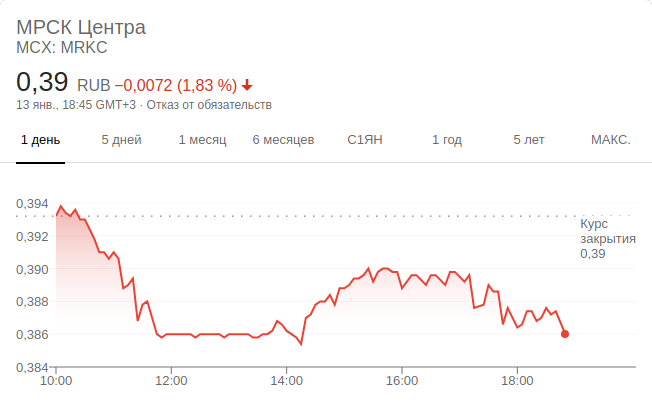 МРСК Центра
MCX: MRKC
0,39 RUB −0,0072 (1,83 %)
13 янв., 18:45 GMT+3 · Отказ от обязательств
1 день 5 дней 1 месяц 6 месяцев С1ЯН 1 год 5 лет МАКС.
0,394
Курс
закрытия
0,39
0,392
0,390
0,388
0,386
0,384
10:00 12:00 14:00 16:00 18:00